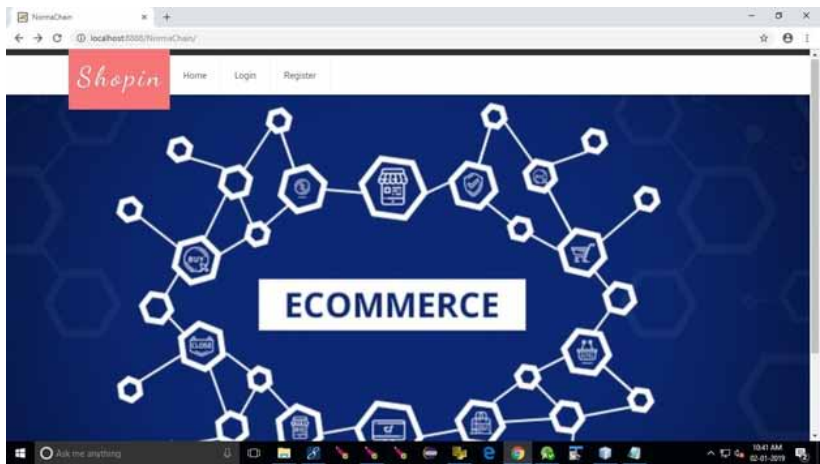 NormaChain
localhost:8888/NormaChain/
Shopin
Home
Login
Register
BUY
ECOMMERCE
CLOSE
Ask me anything
10:41 AM
02-01-2019